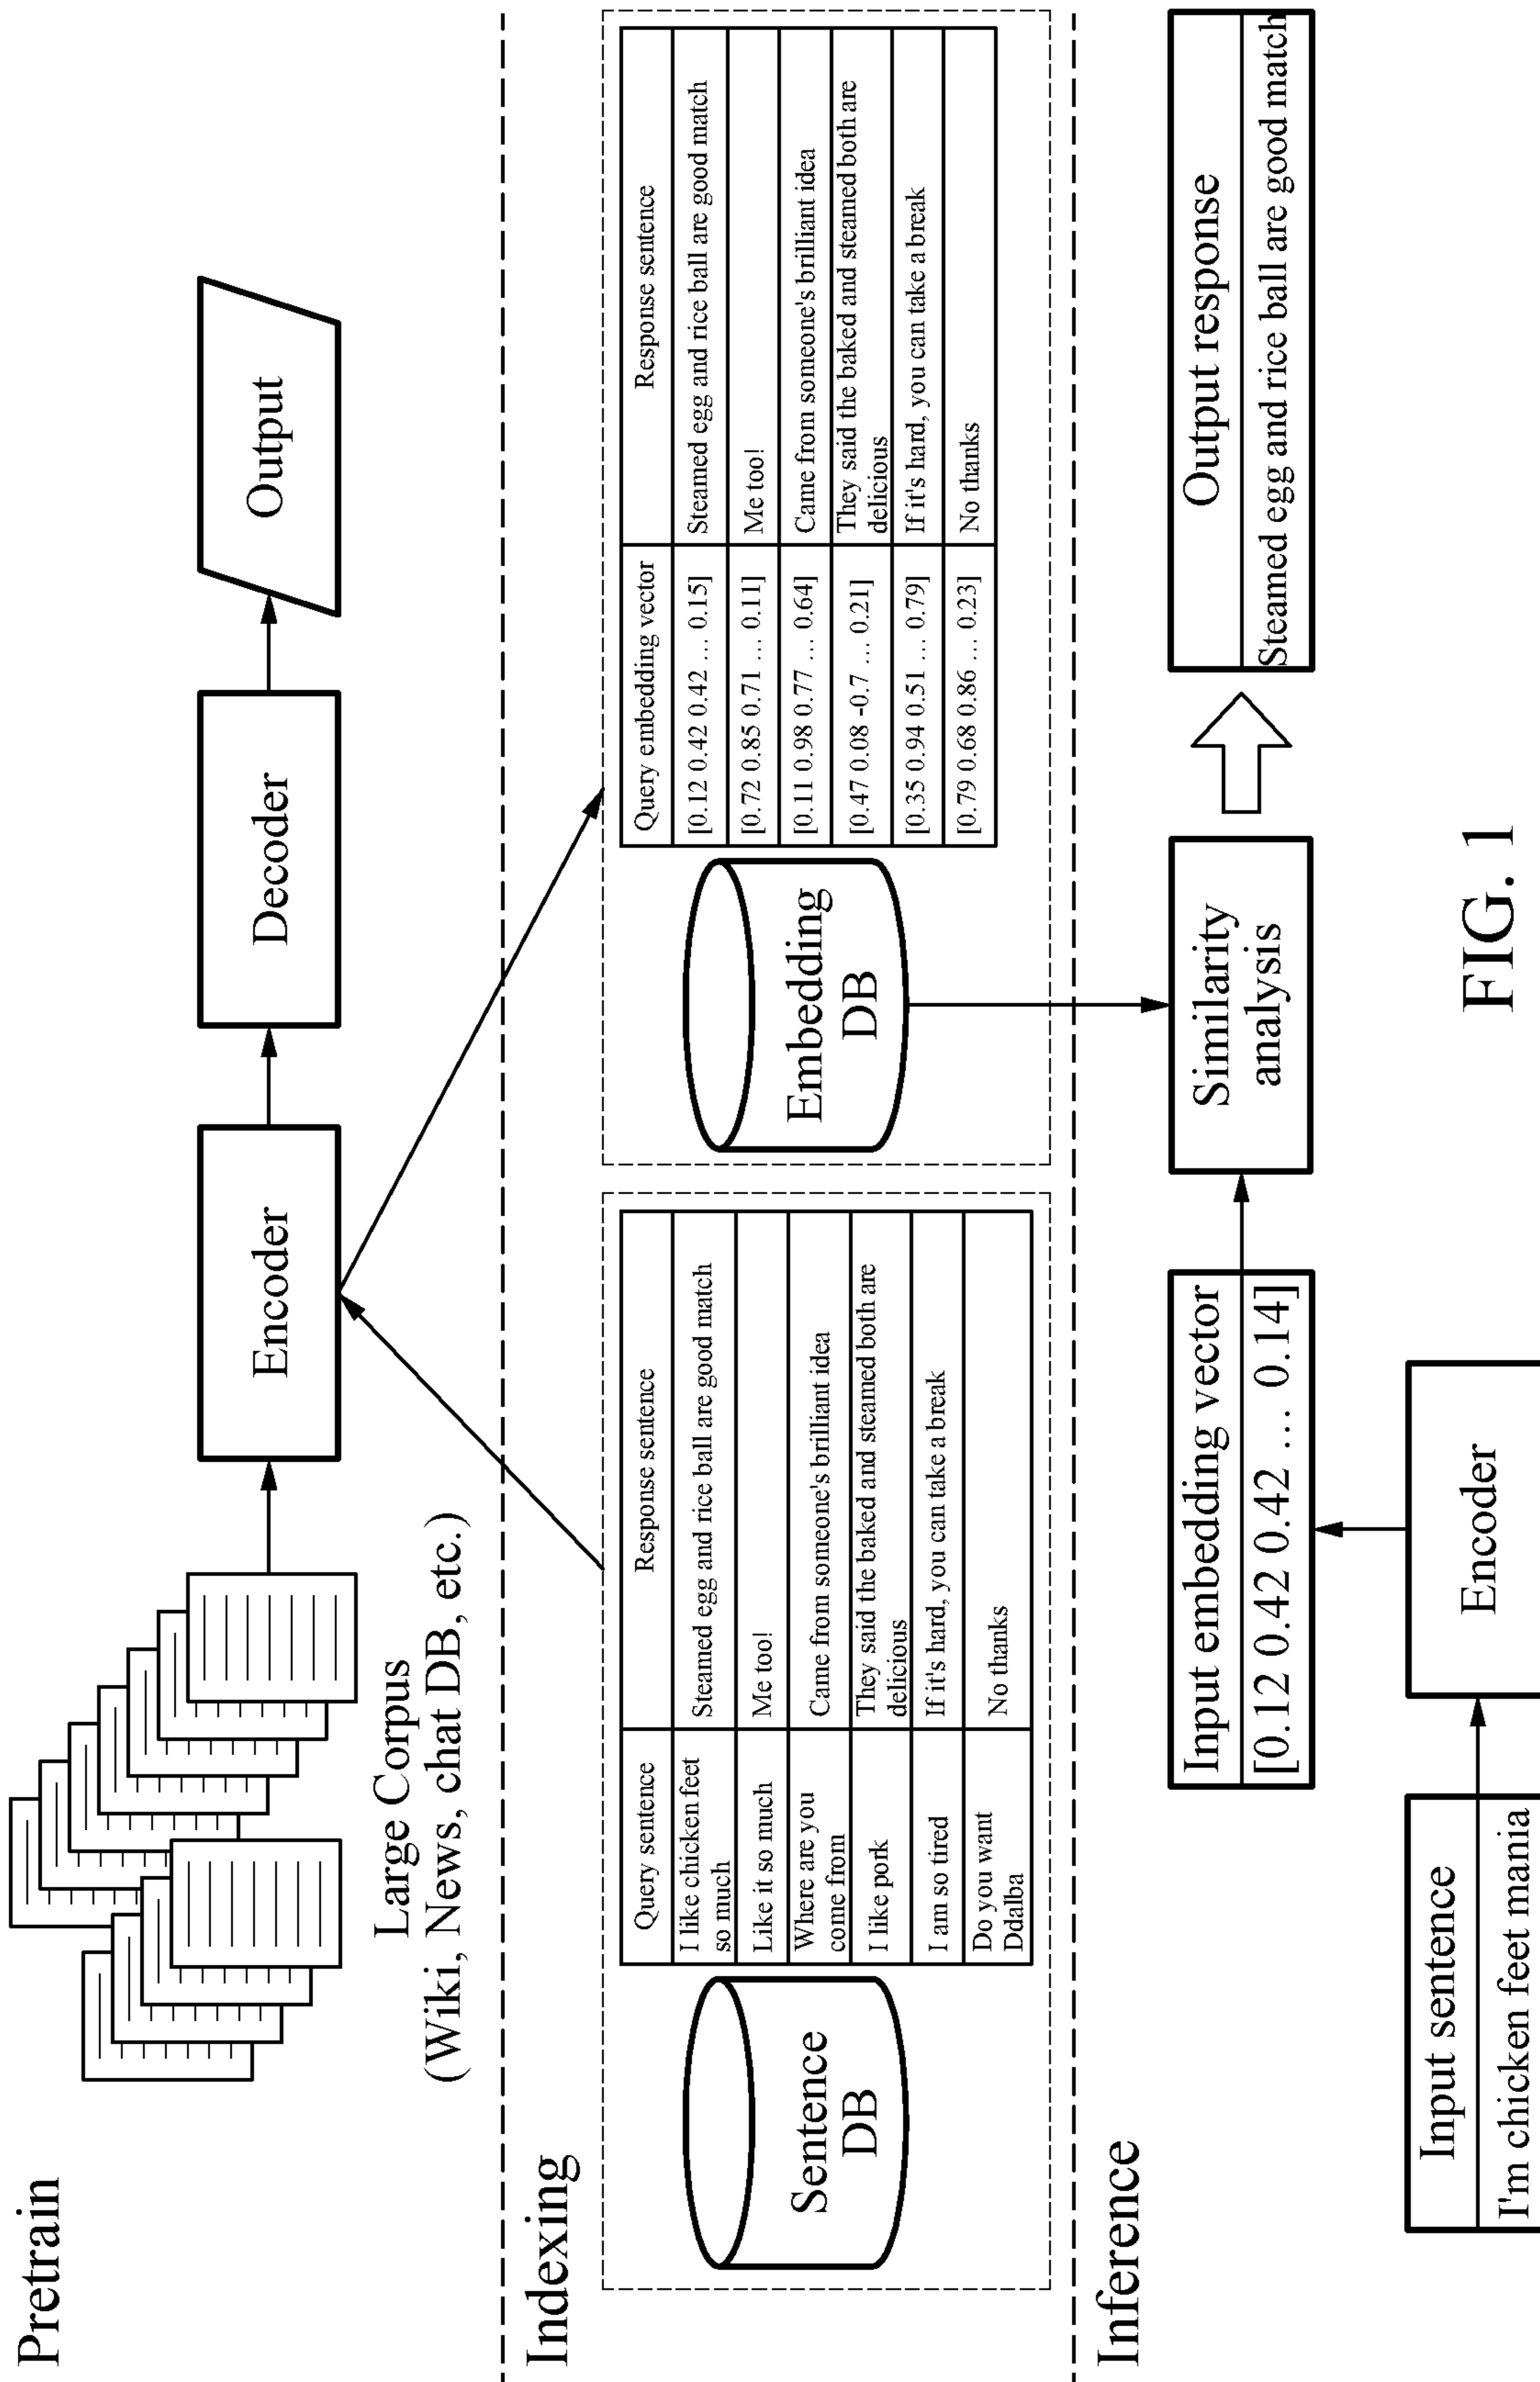 Pretrain
Large Corpus
(Wiki, News, chat DB, etc.)
Encoder
Decoder
Output
Indexing
Sentence
DB
Query sentence
Response sentence
I like chicken feet
so much
Steamed egg and rice ball are good match
Like it so much
Me too!
Where are you
come from
Came from someone's brilliant idea
I like pork
They said the baked and steamed both are
delicious
I am so tired
If it's hard, you can take a break
Do you want
Ddalba
No thanks
Embedding
DB
Query embedding vector
Response sentence
[0.12 0.42 0.42 … 0.15]
Steamed egg and rice ball are good match
[0.72 0.85 0.71 … 0.11]
Me too!
[0.11 0.98 0.77 … 0.64]
Came from someone's brilliant idea
[0.47 0.08 -0.7 … 0.21]
They said the baked and steamed both are
delicious
[0.35 0.94 0.51 … 0.79]
If it's hard, you can take a break
[0.79 0.68 0.86 … 0.23]
No thanks
Inference
Input sentence
I'm chicken feet mania
Encoder
Input embedding vector
[0.12 0.42 0.42 … 0.14]
Similarity
analysis
Output response
Steamed egg and rice ball are good match
FIG. 1